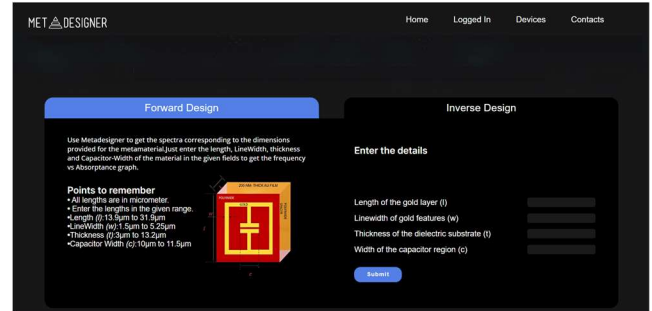 MET DESIGNER
Home Logged In Devices Contacts
Forward Design
Inverse Design
Use Metadesigner to get the spectra corresponding to the dimensions
provided for the metamaterial.Just enter the length, LineWidth, thickness
and Capacitor-Width of the material in the given fields to get the frequency
vs Absorptance graph.
Points to remember
• All lengths are in micrometer.
• Enter the lengths in the given range.
•Length (l):13.9µm to 31.9µm
•LineWidth (w):1.5µm to 5.25µm
•Thickness (t):3µm to 13.2µm
•Capacitor Width (c):10µm to 11.5µm
200 NM. THICK AU FILM
Enter the details
Length of the gold layer (l)
Linewidth of gold features (w)
Thickness of the dielectric substrate (t)
Width of the capacitor region (c)
Submit